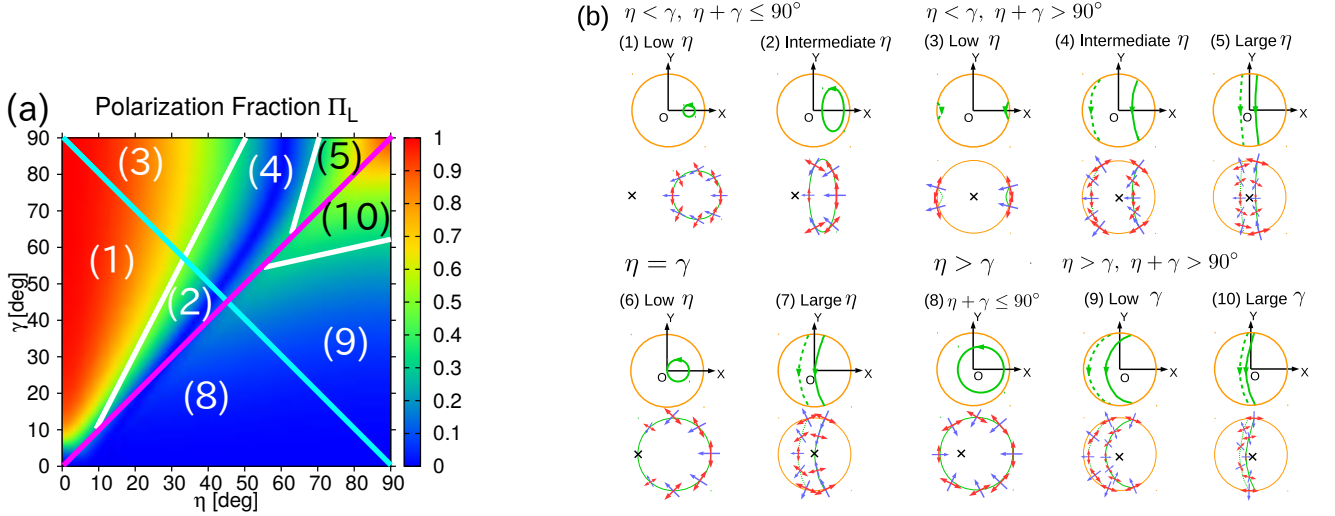 (a)
Polarization Fraction Π_L
γ [deg]
90
80
70
60
50
40
30
20
10
0
(3)
(4)
(5)
(10)
(1)
(2)
(9)
(8)
0 10 20 30 40 50 60 70 80 90
η [deg]
1
0.9
0.8
0.7
0.6
0.5
0.4
0.3
0.2
0.1
0
(b)
η < γ, η + γ ≤ 90°
η < γ, η + γ > 90°
(1) Low η
(2) Intermediate η
(3) Low η
(4) Intermediate η
(5) Large η
Y
O
X
Y
O
X
Y
O
X
Y
O
X
Y
O
X
η = γ
η > γ
η > γ, η + γ > 90°
(6) Low η
(7) Large η
(8) η + γ ≤ 90°
(9) Low γ
(10) Large γ
Y
O
X
Y
O
X
Y
O
X
Y
O
X
Y
O
X